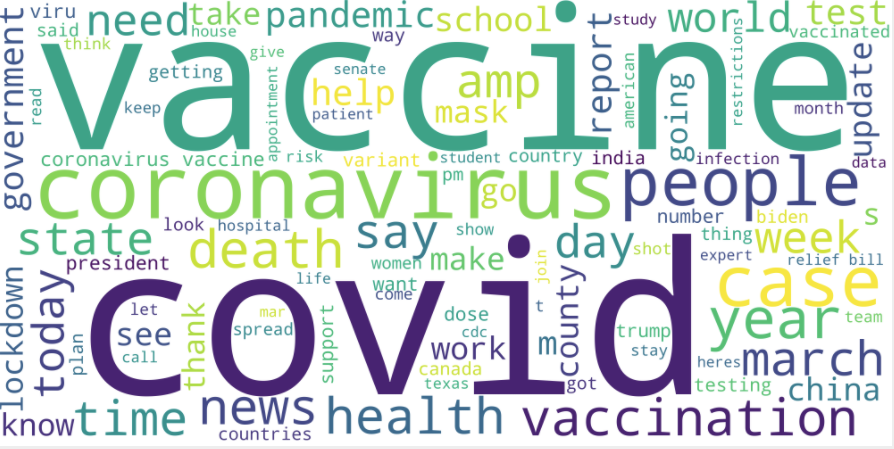 viru
said
think
need
take
house
pandemic
way
school
study
world
test
vaccinated
government
read
keep
getting
vaccine
give
appointment
senate
help
patient
amp
mask
report
american
going
restrictions
month
update
coronavirus vaccine
risk
variant
student
country
india
infection
data
coronavirus
pm
go
people
number
biden
s
state
look
hospital
death
say
show
day
thing
week
shot
expert
relief bill
president
women
make
join
want
life
come
lockdown
today
plan
let
see
call
thank
mar
spread
support
covid
dose
cdc
t
m
county
trump
stay
case
year
team
work
canada
texas
got
heres
march
testing
china
know
time
news
countries
health
vaccination